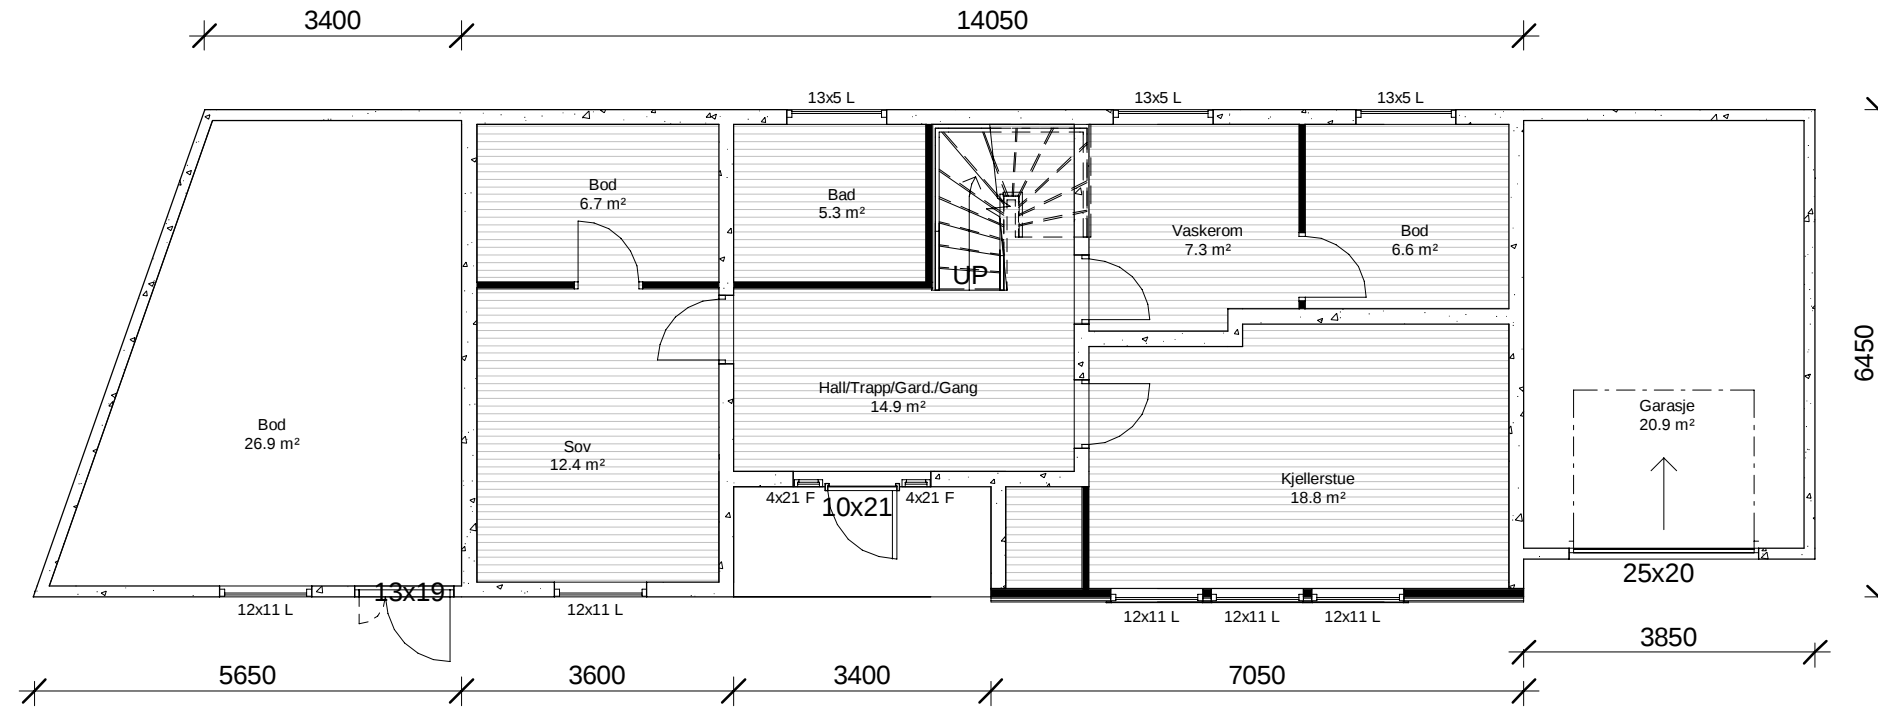 3400
14050
13x5 L
13x5 L
13x5 L
Bod
6.7 m²
Bad
5.3 m²
Vaskerom
7.3 m²
Bod
6.6 m²
UP
6450
Hall/Trapp/Gard./Gang
14.9 m²
Garasje
20.9 m²
Bod
26.9 m²
Sov
12.4 m²
Kjellerstue
18.8 m²
4x21 F
10x21
4x21 F
25x20
13x19
12x11 L
12x11 L
12x11 L
12x11 L
12x11 L
3850
5650
3600
3400
7050